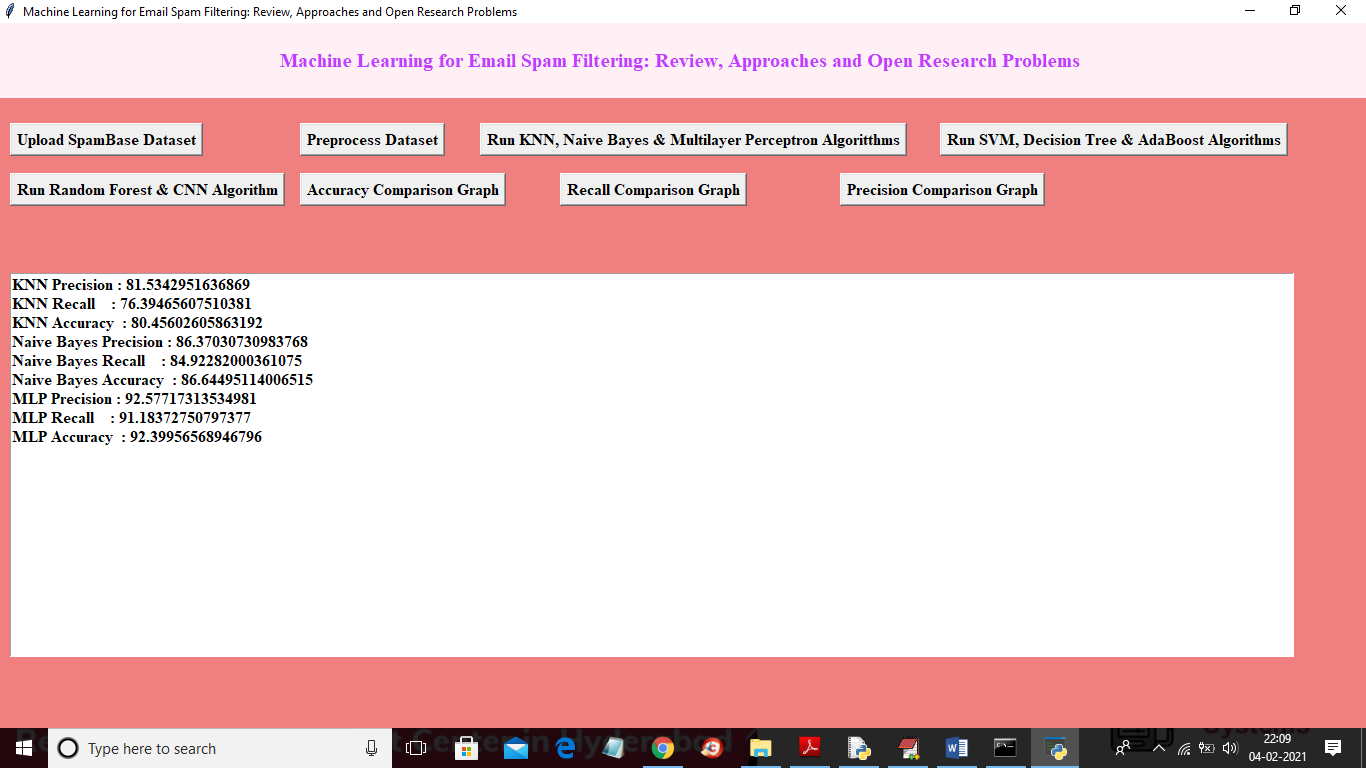 Machine Learning for Email Spam Filtering: Review, Approaches and Open Research Problems
Machine Learning for Email Spam Filtering: Review, Approaches and Open Research Problems
Upload SpamBase Dataset
Preprocess Dataset
Run KNN, Naive Bayes & Multilayer Perceptron Algoritthms
Run SVM, Decision Tree & AdaBoost Algorithms
Run Random Forest & CNN Algorithm
Accuracy Comparison Graph
Recall Comparison Graph
Precision Comparison Graph
KNN Precision : 81.5342951636869
KNN Recall : 76.39465607510381
KNN Accuracy : 80.45602605863192
Naive Bayes Precision : 86.37030730983768
Naive Bayes Recall : 84.92282000361075
Naive Bayes Accuracy : 86.64495114006515
MLP Precision : 92.57717313534981
MLP Recall : 91.18372750797377
MLP Accuracy : 92.39956568946796
Type here to search
22:09
04-02-2021